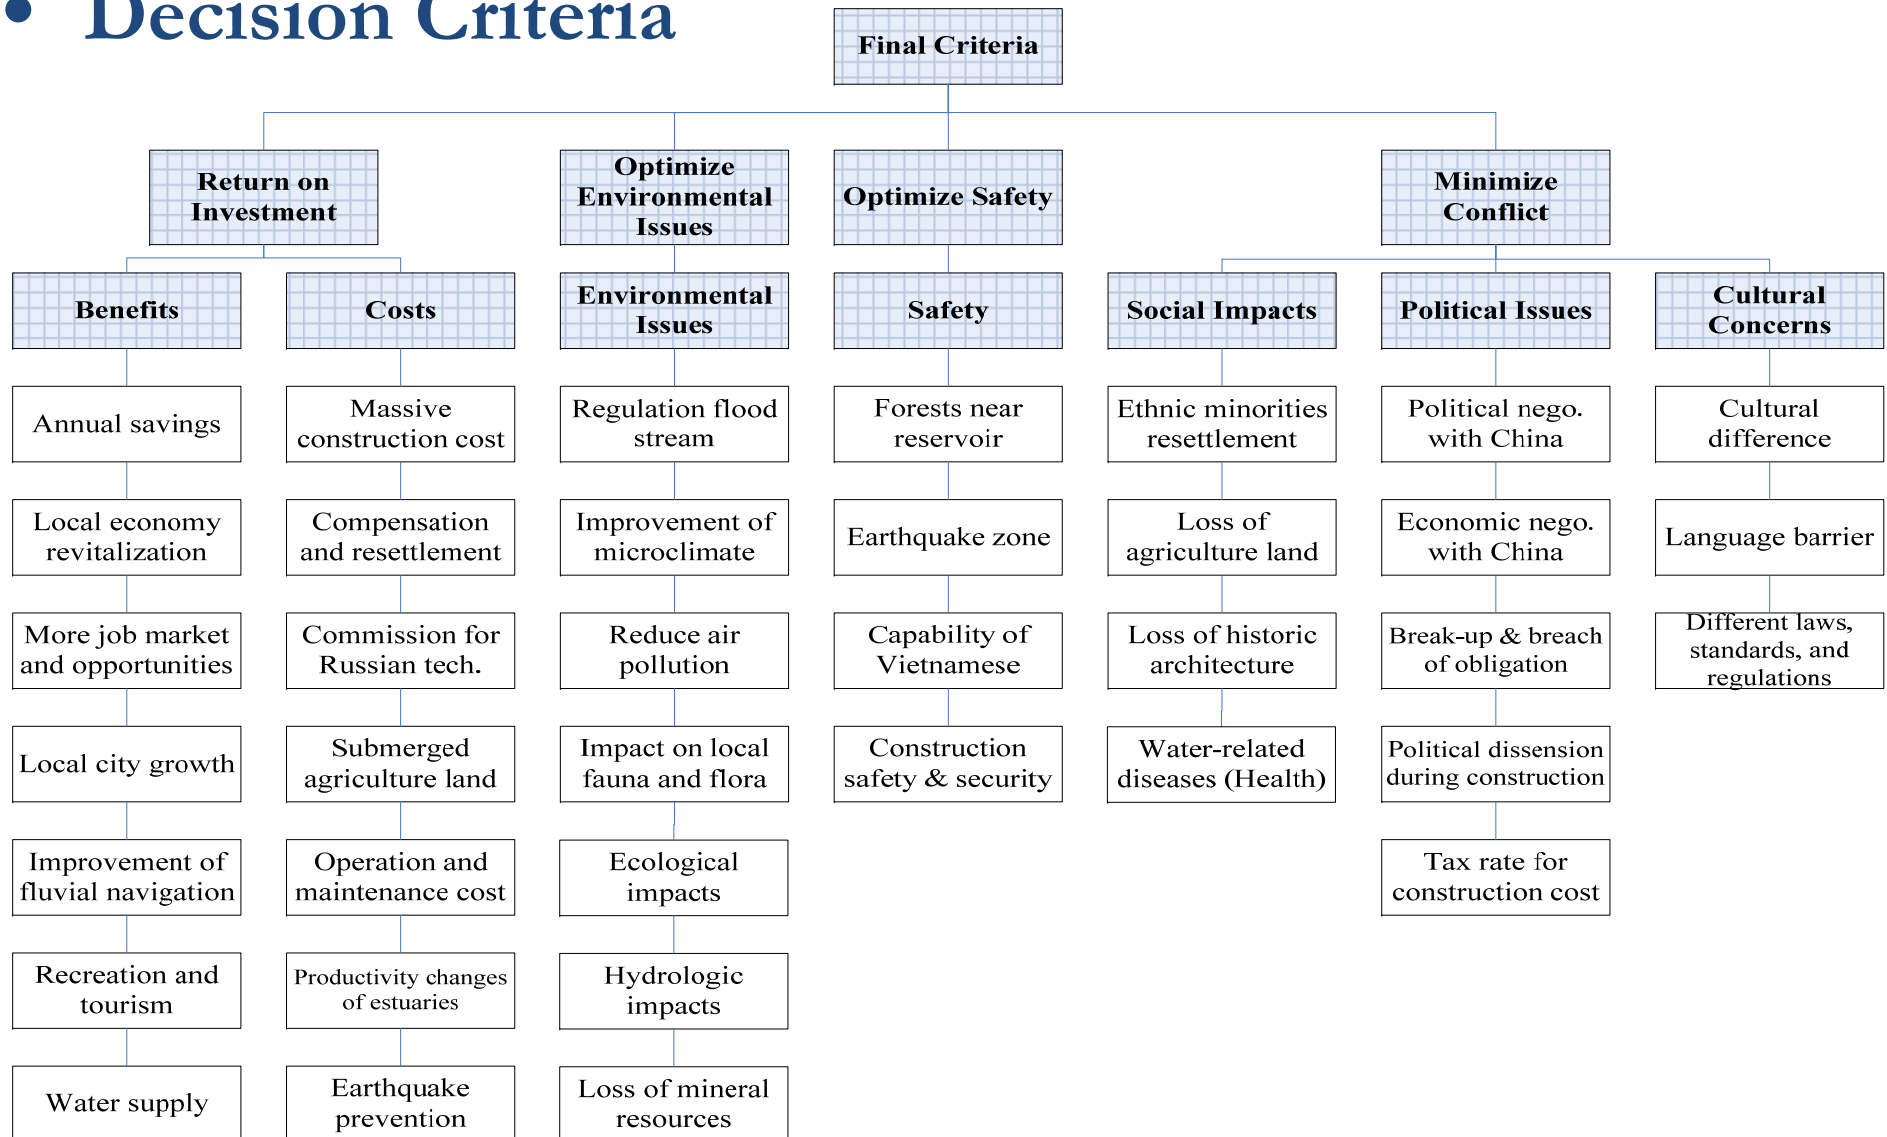 • Decision Criteria
Final Criteria
Return on
Investment
Optimize
Environmental
Issues
Optimize Safety
Minimize
Conflict
Benefits
Costs
Environmental
Issues
Safety
Social Impacts
Political Issues
Cultural
Concerns
Annual savings
Local economy
revitalization
More job market
and opportunities
Local city growth
Improvement of
fluvial navigation
Recreation and
tourism
Water supply
Massive
construction cost
Compensation
and resettlement
Commission for
Russian tech.
Submerged
agriculture land
Operation and
maintenance cost
Productivity changes
of estuaries
Earthquake
prevention
Regulation flood
stream
Improvement of
microclimate
Reduce air
pollution
Impact on local
fauna and flora
Ecological
impacts
Hydrologic
impacts
Loss of mineral
resources
Forests near
reservoir
Earthquake zone
Capability of
Vietnamese
Construction
safety & security
Ethnic minorities
resettlement
Loss of
agriculture land
Loss of historic
architecture
Water-related
diseases (Health)
Political nego.
with China
Economic nego.
with China
Break-up & breach
of obligation
Political dissension
during construction
Tax rate for
construction cost
Cultural
difference
Language barrier
Different laws,
standards, and
regulations